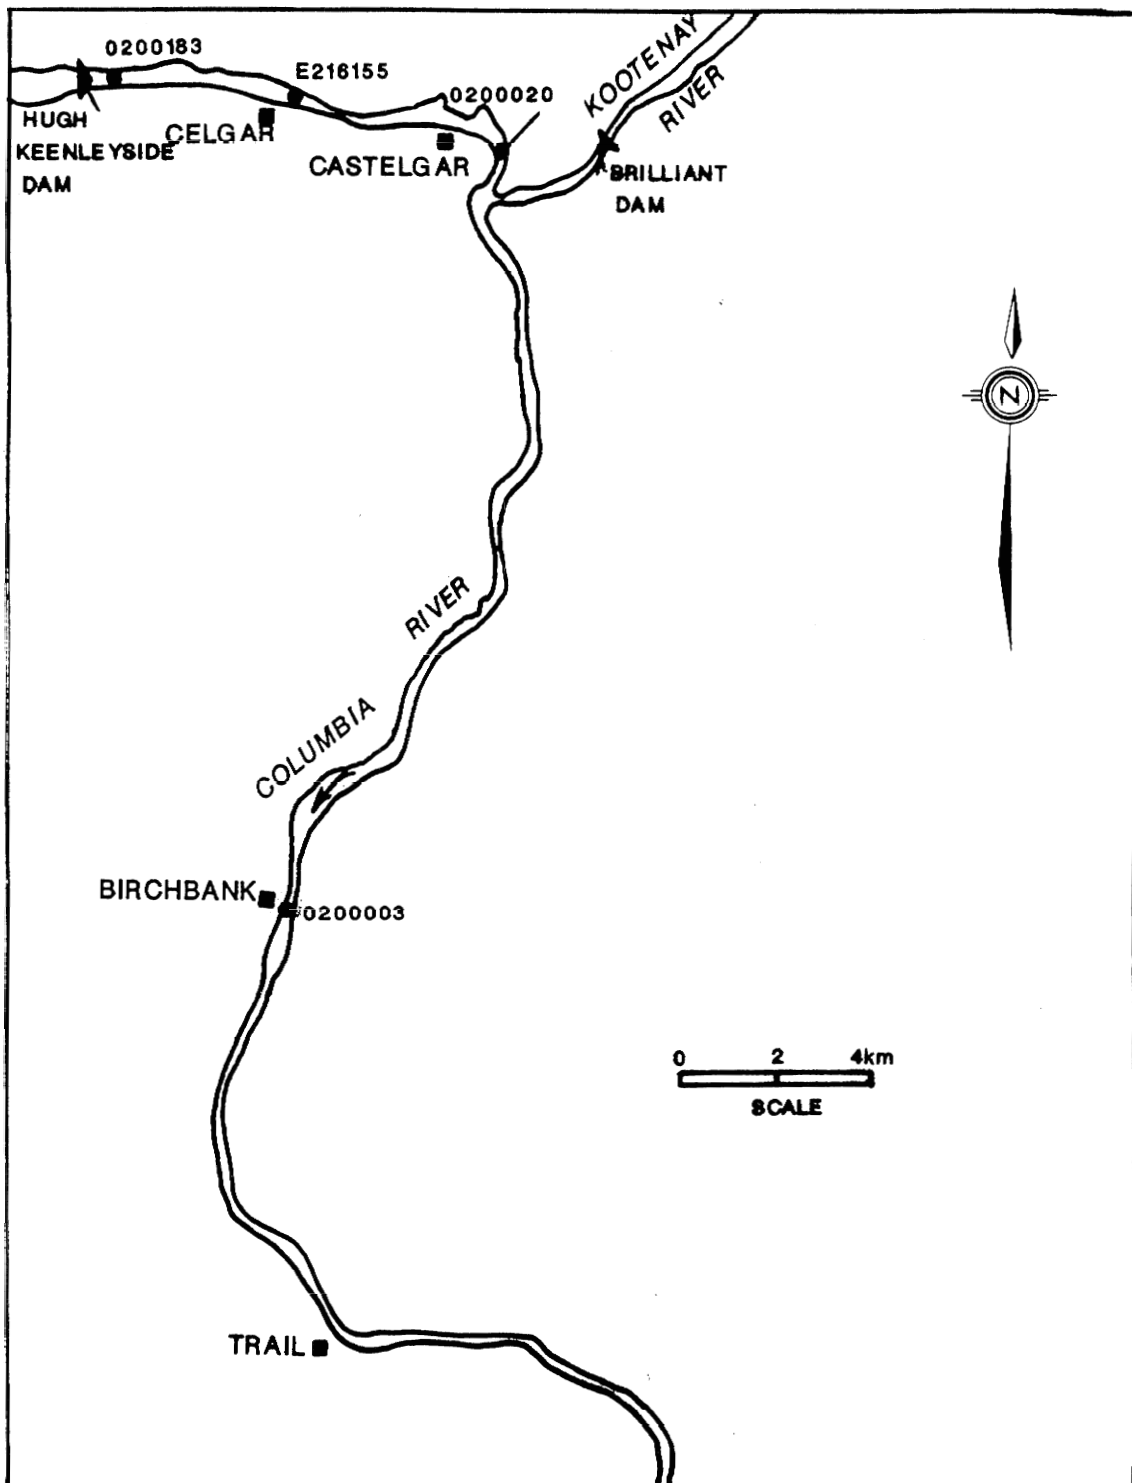 0200183
E216155
0200020
KOOTENAY
RIVER
HUGH
KEENLEYSIDE
DAM
CELGAR
CASTELGAR
BRILLIANT
DAM
N
RIVER
COLUMBIA
BIRCHBANK
0200003
0 2 4km
SCALE
TRAIL